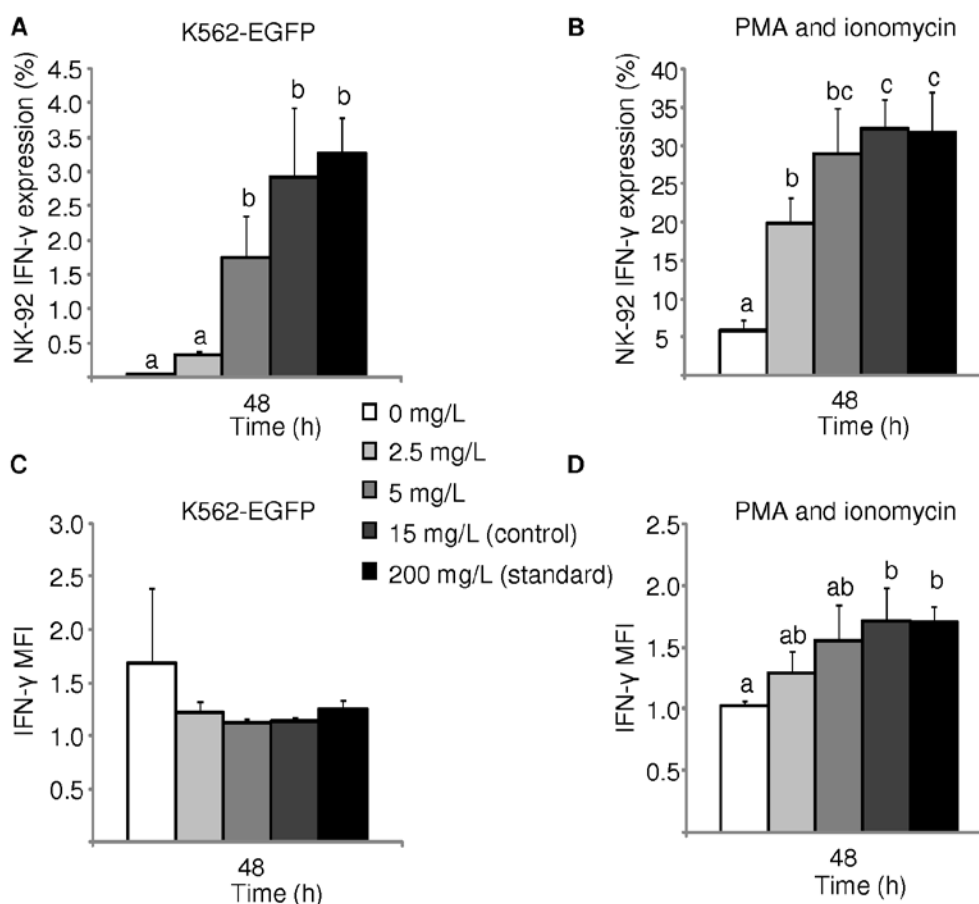 A
K562-EGFP
NK-92 IFN-γ expression (%)
4.5
4.0
3.5
3.0
2.5
2.0
1.5
1.0
0.5
a
a
b
b
b
48
Time (h)
B
PMA and ionomycin
NK-92 IFN-γ expression (%)
40
35
30
25
20
15
10
5
a
b
bc
c
c
48
Time (h)
0 mg/L
2.5 mg/L
5 mg/L
15 mg/L (control)
200 mg/L (standard)
C
K562-EGFP
IFN-γ MFI
3.0
2.5
2.0
1.5
1.0
0.5
48
Time (h)
D
PMA and ionomycin
IFN-γ MFI
2.5
2.0
1.5
1.0
0.5
a
ab
ab
b
b
48
Time (h)